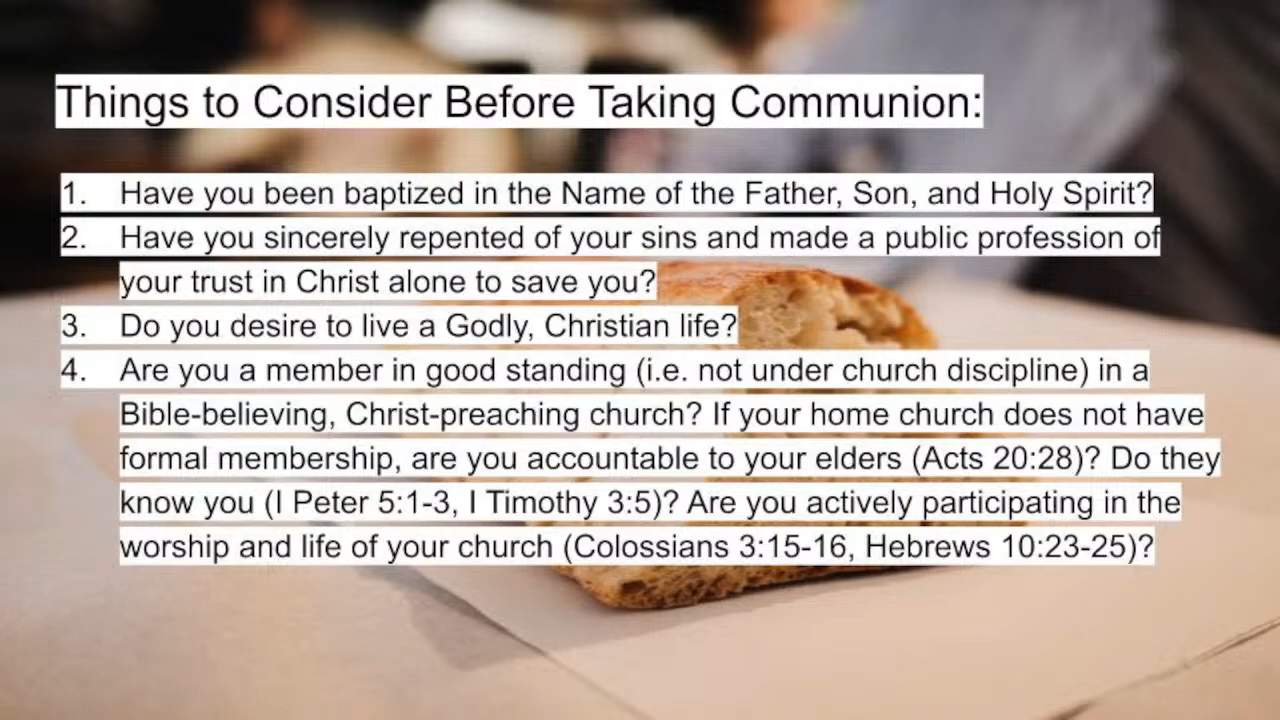 Things to Consider Before Taking Communion:
1. Have you been baptized in the Name of the Father, Son, and Holy Spirit?
2. Have you sincerely repented of your sins and made a public profession of
your trust in Christ alone to save you?
3. Do you desire to live a Godly, Christian life?
4. Are you a member in good standing (i.e. not under church discipline) in a
Bible-believing, Christ-preaching church? If your home church does not have
formal membership, are you accountable to your elders (Acts 20:28)? Do they
know you (I Peter 5:1-3, I Timothy 3:5)? Are you actively participating in the
worship and life of your church (Colossians 3:15-16, Hebrews 10:23-25)?